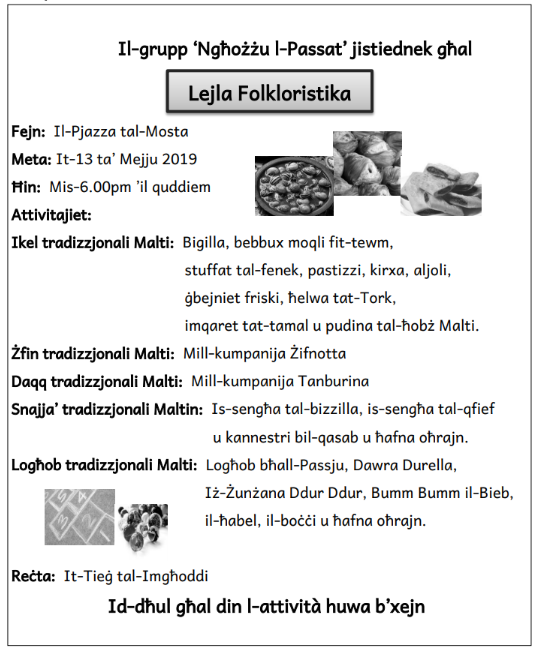 Il-grupp ‘Ngħożżu l-Passat’ jistiednek għal
Lejla Folkloristika
Fejn: Il-Pjazza tal-Mosta
Meta: It-13 ta’ Mejju 2019
Ħin: Mis-6.00pm ’il quddiem
Attivitajiet:
Ikel tradizzjonali Malti: Bigilla, bebbux moqli fit-tewm,
stuffat tal-fenek, pastizzi, kirxa, aljoli,
ġbejniet friski, ħelwa tat-Tork,
imqaret tat-tamal u pudina tal-ħobż Malti.
Żfin tradizzjonali Malti: Mill-kumpanija Żifnotta
Daqq tradizzjonali Malti: Mill-kumpanija Tanburina
Snajja’ tradizzjonali Maltin: Is-sengħa tal-bizzilla, is-sengħa tal-qfief
u kannestri bil-qasab u ħafna oħrajn.
Logħob tradizzjonali Malti: Logħob bħall-Passju, Dawra Durella,
Iż-Żunżana Ddur Ddur, Bumm Bumm il-Bieb,
il-ħabel, il-boċċi u ħafna oħrajn.
5 4
3 2
Reċta: It-Tieġ tal-Imgħoddi
Id-dħul għal din l-attività huwa b’xejn